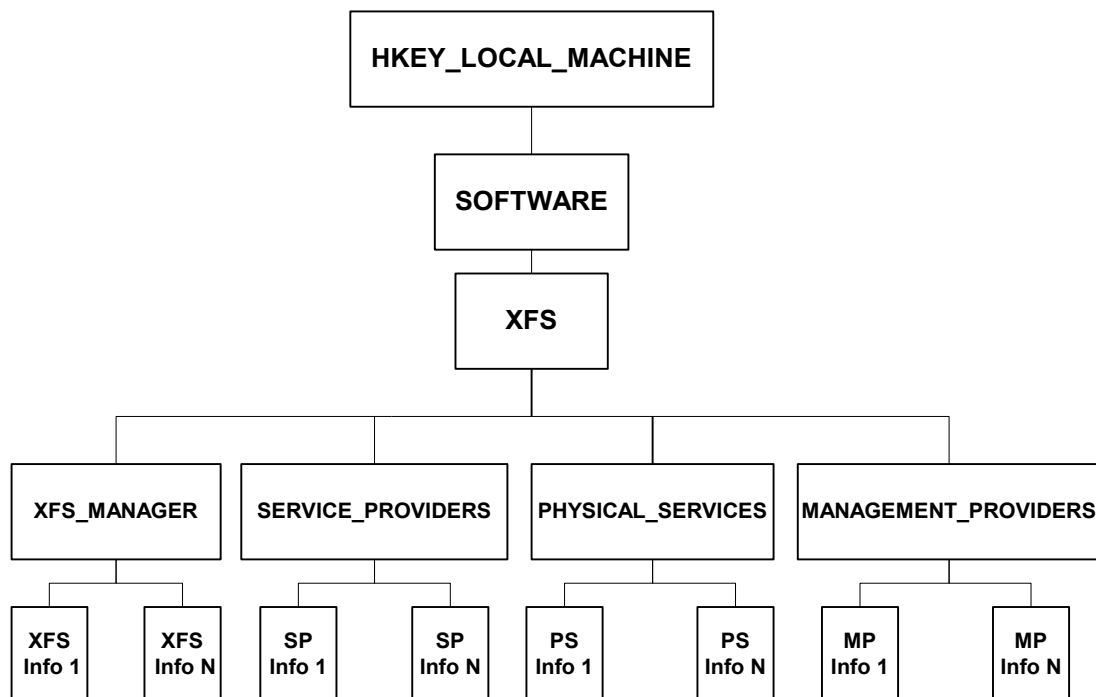 HKEY_LOCAL_MACHINE
SOFTWARE
XFS
XFS_MANAGER
SERVICE_PROVIDERS
PHYSICAL_SERVICES
MANAGEMENT_PROVIDERS
XFS
Info 1
XFS
Info N
SP
Info 1
SP
Info N
PS
Info 1
PS
Info N
MP
Info 1
MP
Info N